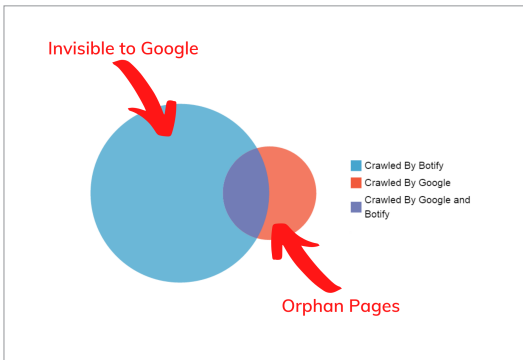 Invisible to Google
Crawled By Botify
Crawled By Google
Crawled By Google and
Botify
Orphan Pages